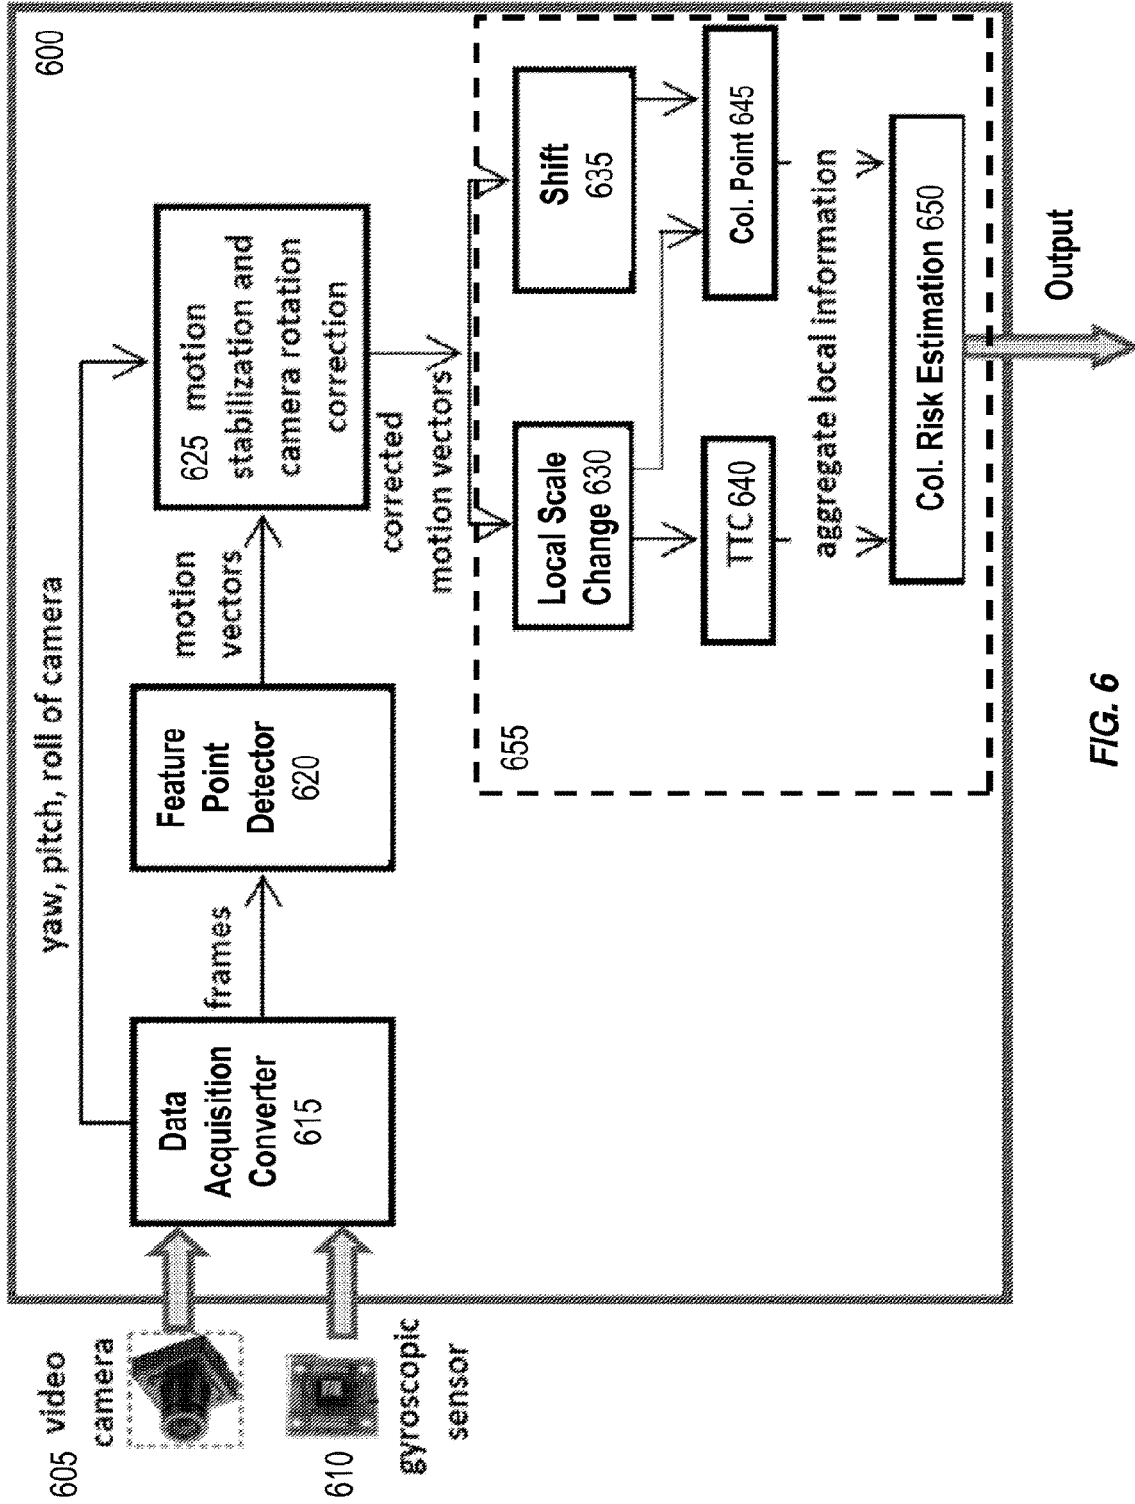 600
605 video
camera
610
gyroscopic
sensor
Data
Acquisition
Converter
615
yaw, pitch, roll of camera
frames
Feature
Point
Detector
620
motion
vectors
625 motion
stabilization and
camera rotation
correction
corrected
motion vectors
655
Local Scale
Change 630
Shift
635
TTC 640
Col. Point 645
aggregate local information
Col. Risk Estimation 650
Output
FIG. 6